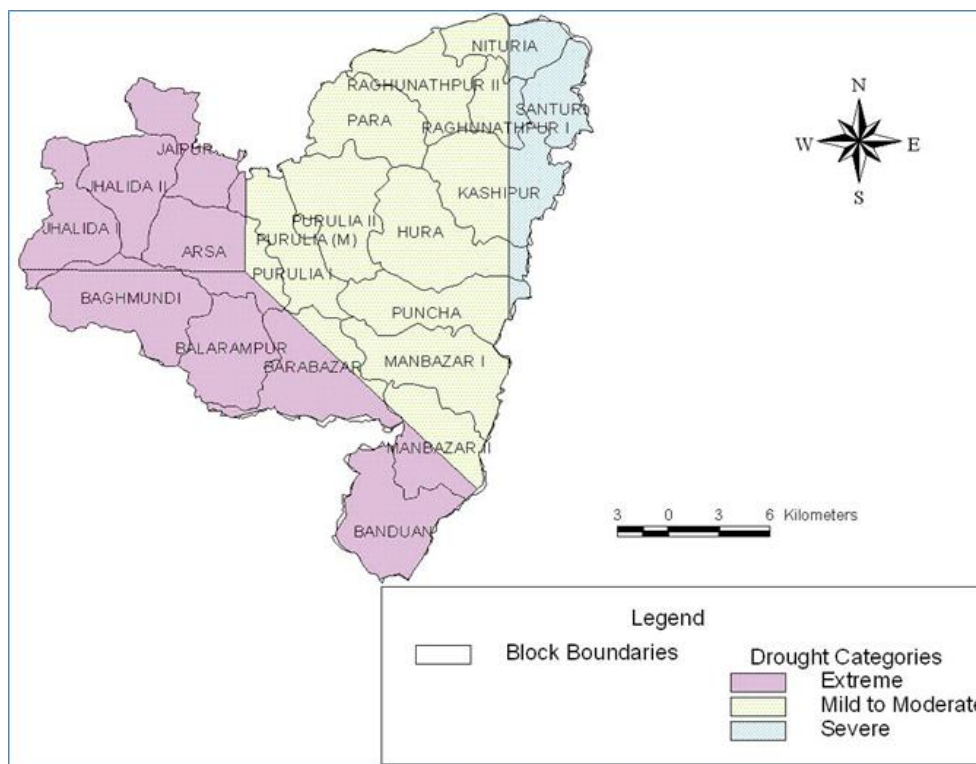 NITURIA
N
RAGHUNATHPUR II
SANTURI
PARA
RAGHUNATHPUR I
W
E
JAIPUR
S
JHALIDA II
KASHIPUR
PURULIA II
JHALIDA I
HURA
PURULIA (M)
ARSA
PURULIA I
BAGHMUNDI
PUNCHA
BALARAMPUR
MANBAZAR I
BARABAZAR
MANBAZAR II
3 0 3 6 Kilometers
BANDUAN
Legend
Block Boundaries
Drought Categories
Extreme
Mild to Moderate
Severe